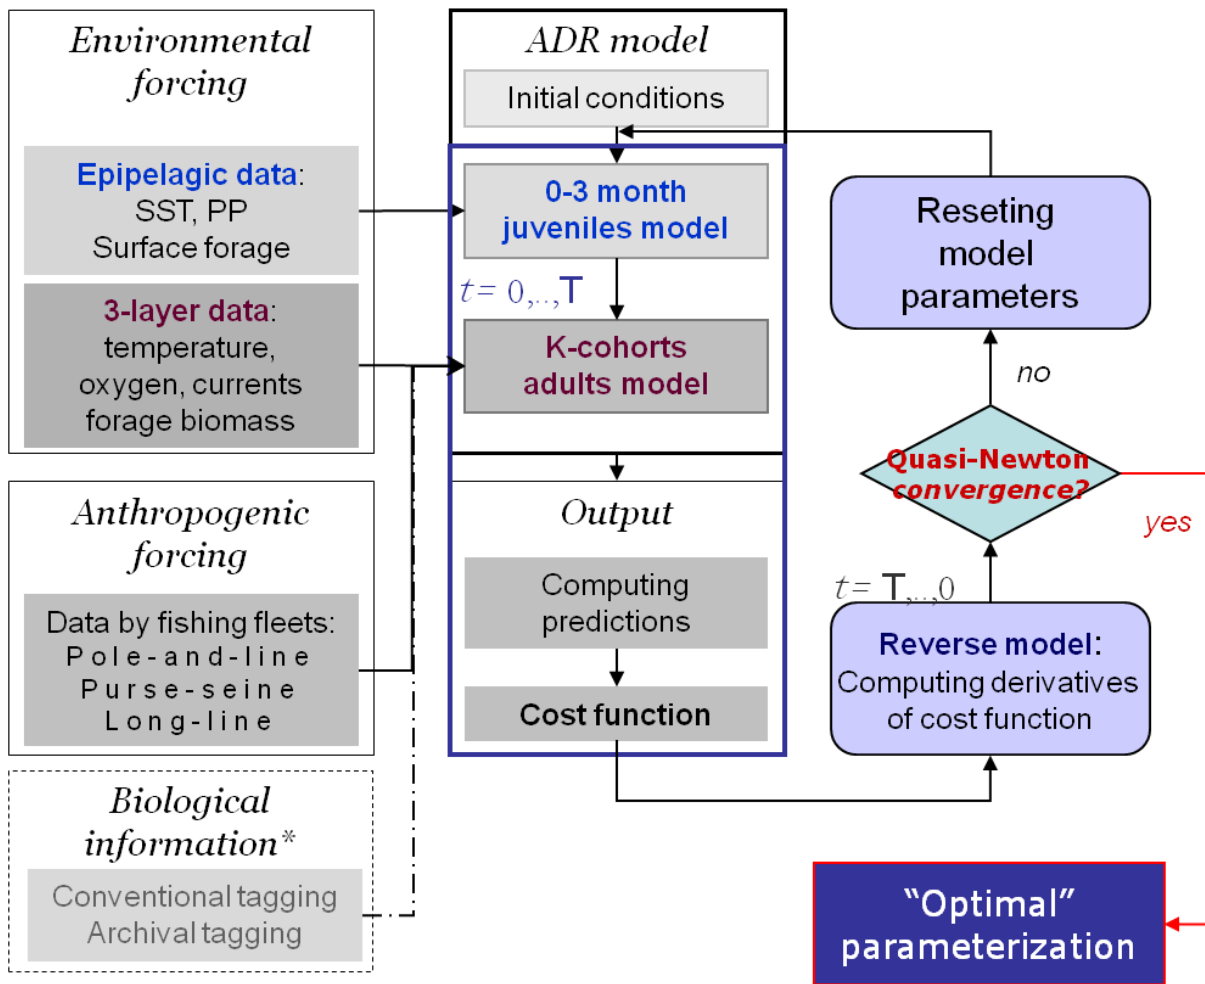 Environmental
forcing
Epipelagic data:
SST, PP
Surface forage
3-layer data:
temperature,
oxygen, currents
forage biomass
Anthropogenic
forcing
Data by fishing fleets:
Pole-and-line
Purse-seine
Long-line
Biological
information*
Conventional tagging
Archival tagging
ADR model
Initial conditions
0-3 month
juveniles model
t = 0,..,T
K-cohorts
adults model
Output
Computing
predictions
Cost function
Reseting
model
parameters
no
Quasi-Newton
convergence?
yes
t = T,..,0
Reverse model:
Computing derivatives
of cost function
“Optimal”
parameterization